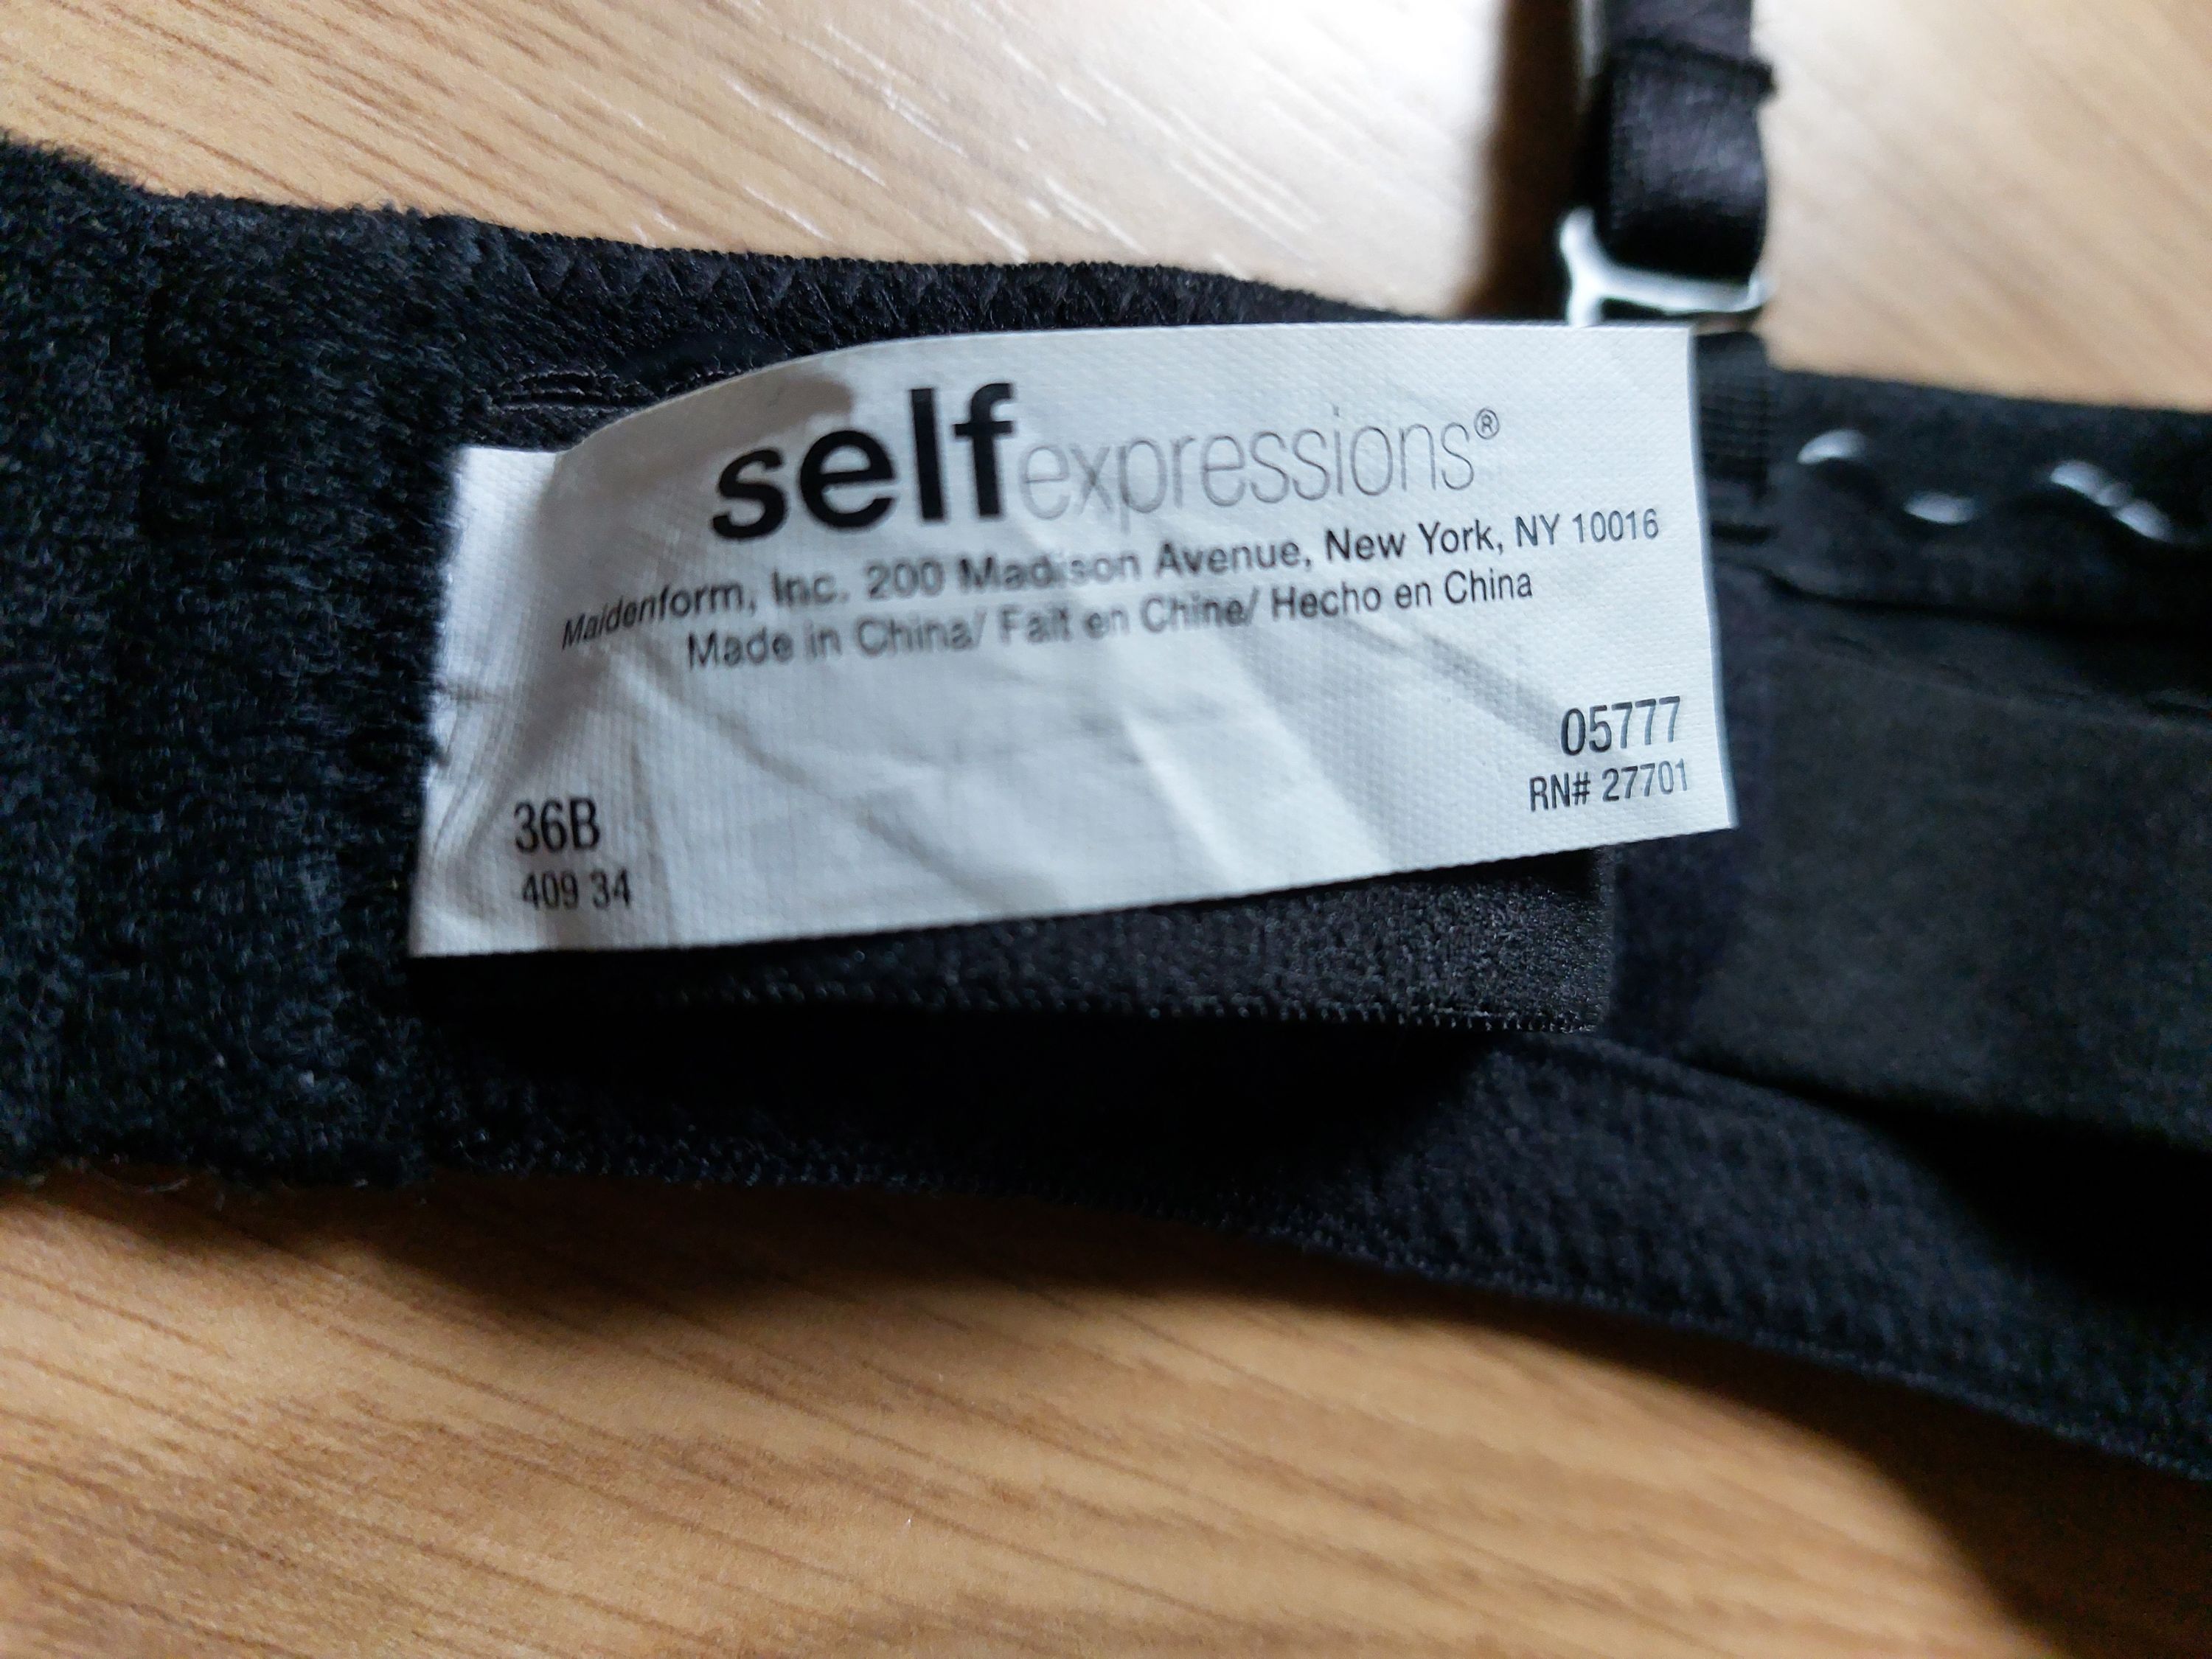 selfexpressions®
Maidenform, Inc. 200 Madison Avenue, New York, NY 10016
Made in China/ Fait en Chine/ Hecho en China
05777
RN# 27701
36B
409 34